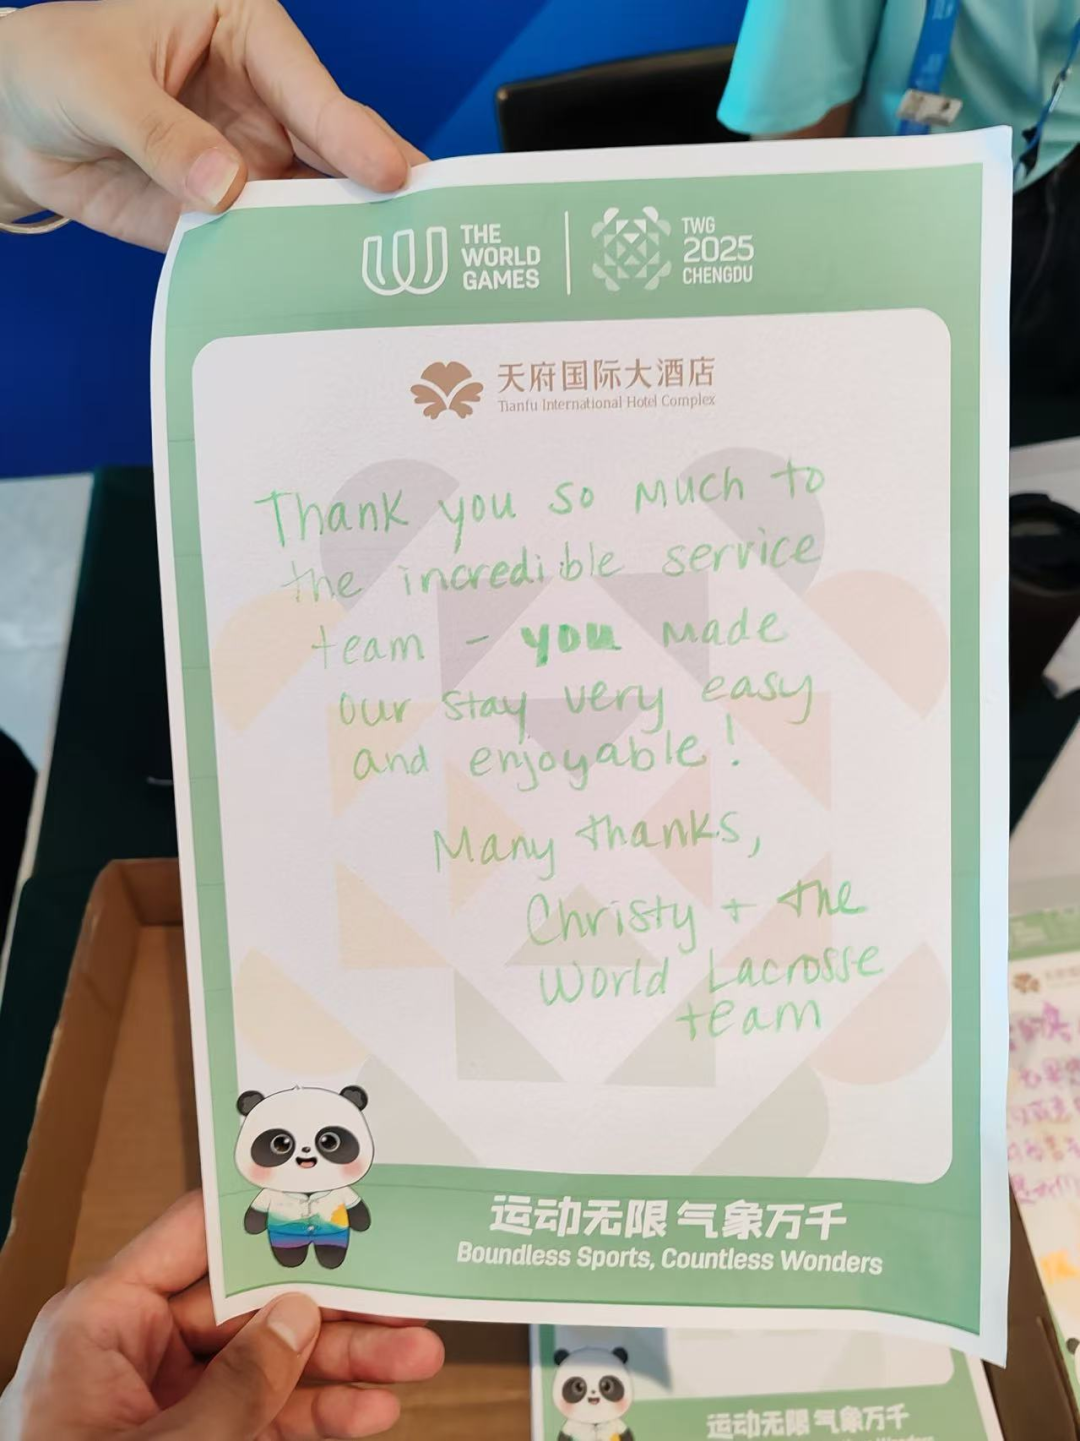 THE
WORLD
GAMES
TWG
2025
CHENGDU
天府国际大酒店
Tianfu International Hotel Complex
Thank you so much to
the incredible service
team - you made
our stay very easy
and enjoyable!
Many thanks,
Christy + the
World Lacrosse
team
运动无限 气象万千
Boundless Sports, Countless Wonders
天府
运动无限 气象万千